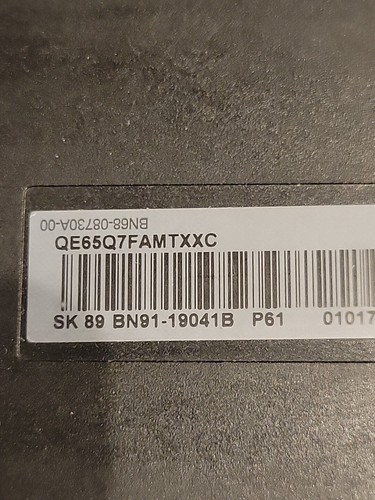 BN68-08730A-00
QE65Q7FAMTXXC
SK 89 BN91-19041B P61 01017